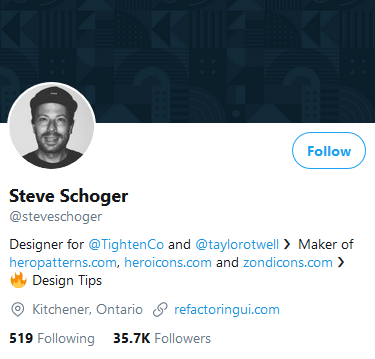 Follow
Steve Schoger
@steveschoger
Designer for @TightenCo and @taylorotwell ❯ Maker of
heropatterns.com, heroicons.com and zondicons.com ❯
🔥 Design Tips
Kitchener, Ontario refactoringui.com
519 Following 35.7K Followers